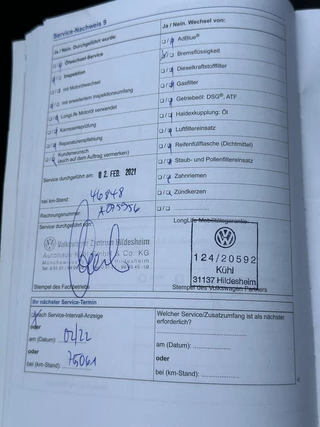 Service-Nachweis 9
Ja / Nein. Durchgeführt wurde:
Ölwechsel-Service
Inspektion
mit Motorölwechsel
mit erweitertem Inspektionsumfang
LongLife Motoröl verwendet
Karosserieprüfung
Reparaturempfehlung
Kundenwunsch
(auch auf dem Auftrag vermerken)
Service durchgeführt am: 02. FEB. 2021
bei km-Stand: 46848
Rechnungsnummer:
Service durchgeführt von:
Volkswagen Zentrum Hildesheim
Stempel des Fachbetriebs
Ja / Nein. Wechsel von:
AdBlue®
Bremsflüssigkeit
Dieselkraftstofffilter
Gasfilter
Getriebeöl: DSG®, ATF
Haldexkupplung: Öl
Luftfiltereinsatz
Reifenfüllflasche (Dichtmittel)
Staub- und Pollenfiltereinsatz
Zahnriemen
Zündkerzen
LongLife Mobilitätsgarantie:
124/20592
Kühl
31137 Hildesheim
Stempel des Volkswagen Partners
Ihr nächster Service-Termin
nach Service-Intervall-Anzeige
oder
am (Datum): 02/22
oder
bei (km-Stand):
Welcher Service/Zusatzumfang ist als nächster
erforderlich?
am (Datum):
oder
bei (km-Stand):